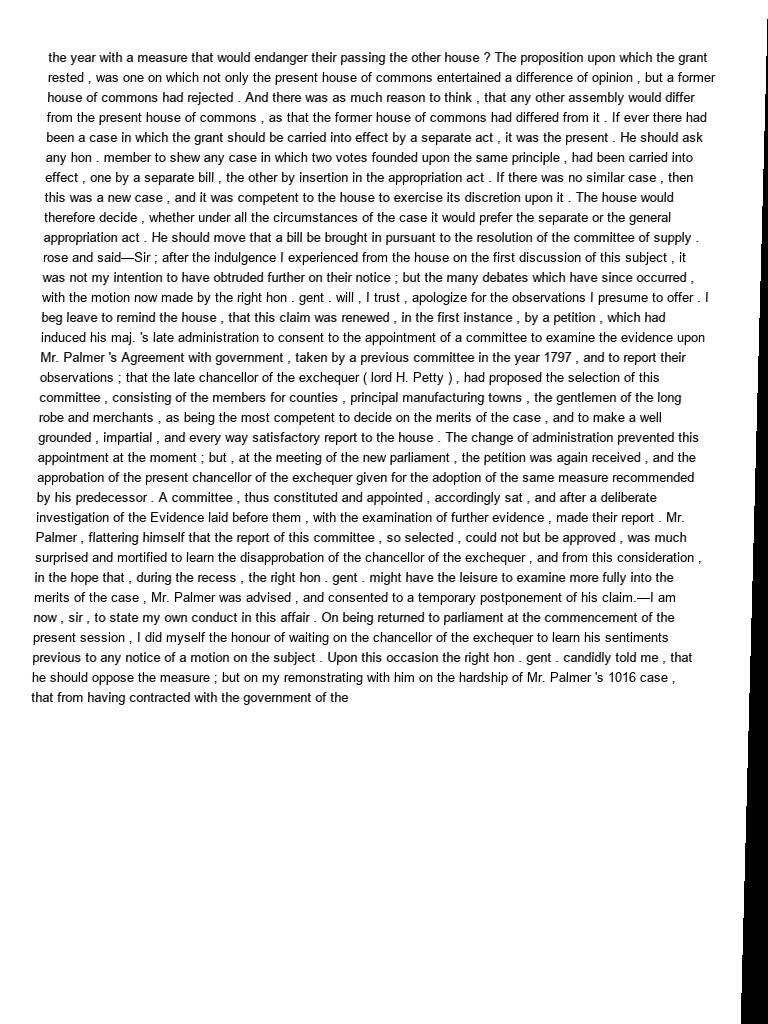 the year with a measure that would endanger their passing the other house ? The proposition upon which the grant
rested , was one on which not only the present house of commons entertained a difference of opinion , but a former
house of commons had rejected . And there was as much reason to think , that any other assembly would differ
from the present house of commons , as that the former house of commons had differed from it . If ever there had
been a case in which the grant should be carried into effect by a separate act , it was the present . He should ask
any hon . member to shew any case in which two votes founded upon the same principle , had been carried into
effect , one by a separate bill , the other by insertion in the appropriation act . If there was no similar case , then
this was a new case , and it was competent to the house to exercise its discretion upon it . The house would
therefore decide , whether under all the circumstances of the case it would prefer the separate or the general
appropriation act . He should move that a bill be brought in pursuant to the resolution of the committee of supply .
rose and said—Sir ; after the indulgence I experienced from the house on the first discussion of this subject , it
was not my intention to have obtruded further on their notice ; but the many debates which have since occurred ,
with the motion now made by the right hon . gent . will , I trust , apologize for the observations I presume to offer . I
beg leave to remind the house , that this claim was renewed , in the first instance , by a petition , which had
induced his maj. 's late administration to consent to the appointment of a committee to examine the evidence upon
Mr. Palmer 's Agreement with government , taken by a previous committee in the year 1797 , and to report their
observations ; that the late chancellor of the exchequer ( lord H. Petty ) , had proposed the selection of this
committee , consisting of the members for counties , principal manufacturing towns , the gentlemen of the long
robe and merchants , as being the most competent to decide on the merits of the case , and to make a well
grounded , impartial , and every way satisfactory report to the house . The change of administration prevented this
appointment at the moment ; but , at the meeting of the new parliament , the petition was again received , and the
approbation of the present chancellor of the exchequer given for the adoption of the same measure recommended
by his predecessor . A committee , thus constituted and appointed , accordingly sat , and after a deliberate
investigation of the Evidence laid before them , with the examination of further evidence , made their report . Mr.
Palmer , flattering himself that the report of this committee , so selected , could not but be approved , was much
surprised and mortified to learn the disapprobation of the chancellor of the exchequer , and from this consideration ,
in the hope that , during the recess , the right hon . gent . might have the leisure to examine more fully into the
merits of the case , Mr. Palmer was advised , and consented to a temporary postponement of his claim.—I am
now , sir , to state my own conduct in this affair . On being returned to parliament at the commencement of the
present session , I did myself the honour of waiting on the chancellor of the exchequer to learn his sentiments
previous to any notice of a motion on the subject . Upon this occasion the right hon . gent . candidly told me , that
he should oppose the measure ; but on my remonstrating with him on the hardship of Mr. Palmer 's 1016 case ,
that from having contracted with the government of the